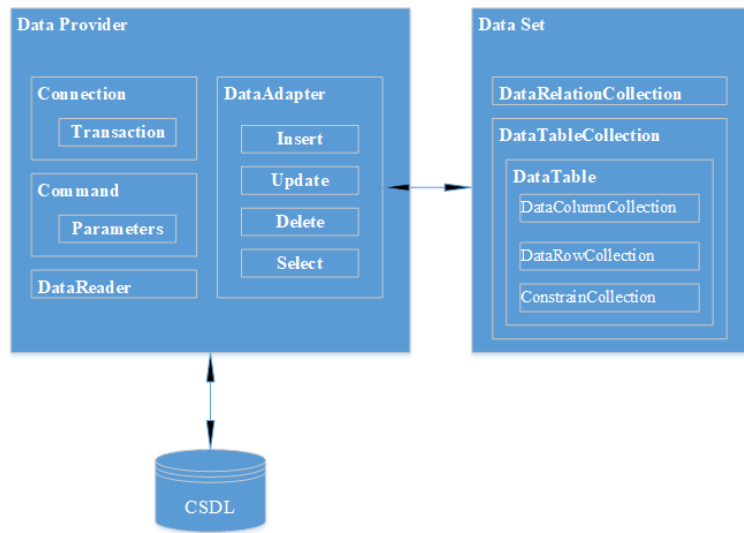 Data Provider
Connection
Transaction
Command
Parameters
DataReader
DataAdapter
Insert
Update
Delete
Select
Data Set
DataRelationCollection
DataTableCollection
DataTable
DataColumnCollection
DataRowCollection
ConstrainCollection
CSDL